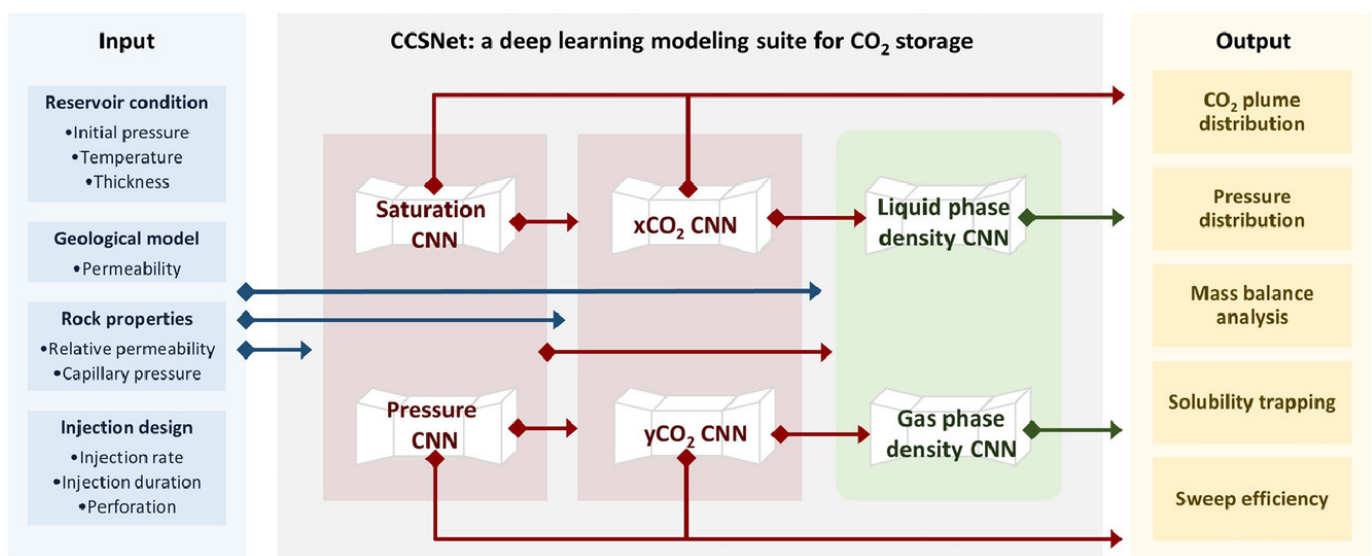 Input
Reservoir condition
•Initial pressure
•Temperature
•Thickness
Geological model
•Permeability
Rock properties
•Relative permeability
•Capillary pressure
Injection design
•Injection rate
•Injection duration
•Perforation
CCSNet: a deep learning modeling suite for CO₂ storage
Saturation
CNN
xCO₂ CNN
Liquid phase
density CNN
Pressure
CNN
yCO₂ CNN
Gas phase
density CNN
Output
CO₂ plume
distribution
Pressure
distribution
Mass balance
analysis
Solubility trapping
Sweep efficiency